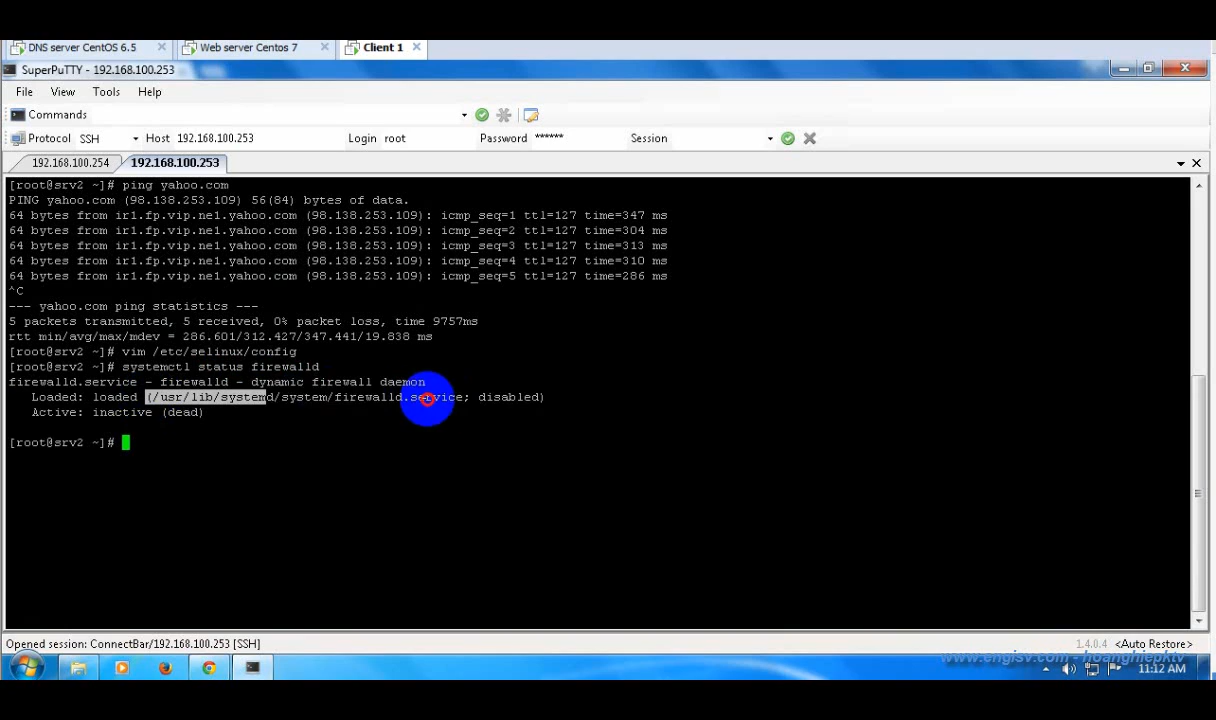 DNS server CentOS 6.5
Web server Centos 7
Client 1
SuperPuTTY - 192.168.100.253
File View Tools Help
Commands
Protocol SSH Host 192.168.100.253 Login root Password ****** Session
192.168.100.254 192.168.100.253
[root@srv2 ~]# ping yahoo.com
PING yahoo.com (98.138.253.109) 56(84) bytes of data.
64 bytes from ir1.fp.vip.ne1.yahoo.com (98.138.253.109): icmp_seq=1 ttl=127 time=347 ms
64 bytes from ir1.fp.vip.ne1.yahoo.com (98.138.253.109): icmp_seq=2 ttl=127 time=304 ms
64 bytes from ir1.fp.vip.ne1.yahoo.com (98.138.253.109): icmp_seq=3 ttl=127 time=313 ms
64 bytes from ir1.fp.vip.ne1.yahoo.com (98.138.253.109): icmp_seq=4 ttl=127 time=310 ms
64 bytes from ir1.fp.vip.ne1.yahoo.com (98.138.253.109): icmp_seq=5 ttl=127 time=286 ms
^C
--- yahoo.com ping statistics ---
5 packets transmitted, 5 received, 0% packet loss, time 9757ms
rtt min/avg/max/mdev = 286.601/312.427/347.441/19.838 ms
[root@srv2 ~]# vim /etc/selinux/config
[root@srv2 ~]# systemctl status firewalld
firewalld.service - firewalld - dynamic firewall daemon
Loaded: loaded (/usr/lib/systemd/system/firewalld.service; disabled)
Active: inactive (dead)
[root@srv2 ~]#
Opened session: ConnectBar/192.168.100.253 [SSH] 1.4.0.4 <Auto Restore>
www.engisv.com - hoanghiepktv
11:12 AM